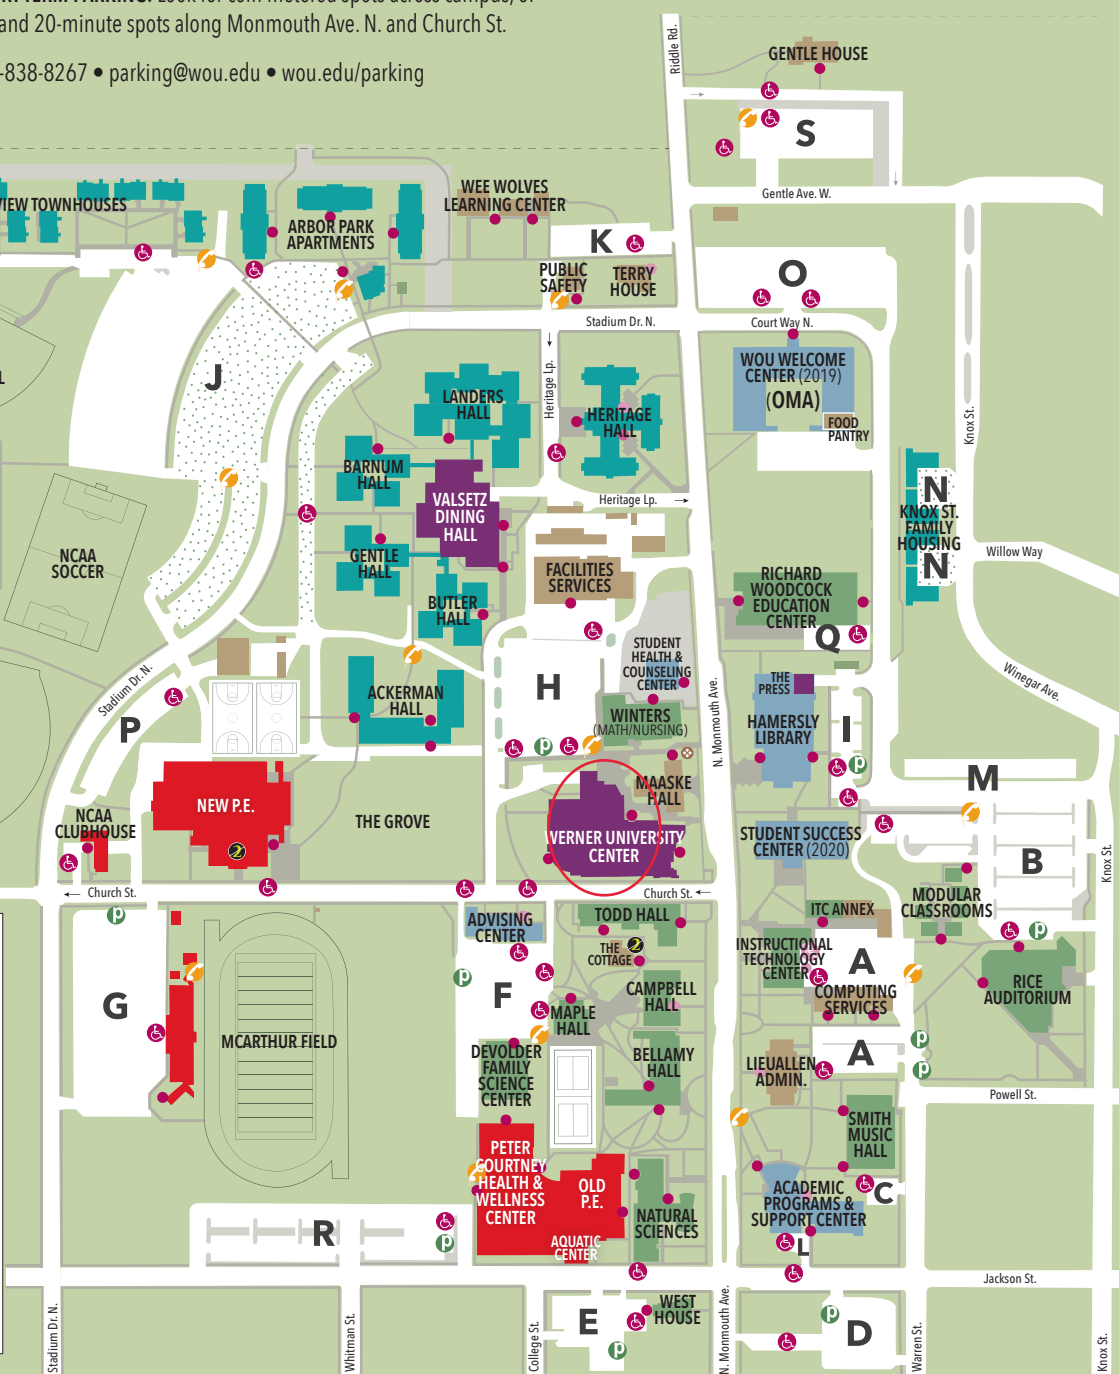 and 20-minute spots along Monmouth Ave. N. and Church St.
-838-8267 • parking@wou.edu • wou.edu/parking
Riddle Rd.
GENTLE HOUSE
S
Gentle Ave. W.
VIEW TOWNHOUSES
ARBOR PARK
APARTMENTS
WEE WOLVES
LEARNING CENTER
K
PUBLIC
SAFETY
TERRY
HOUSE
O
Stadium Dr. N.
Court Way N.
J
Heritage Lp.
LANDERS
HALL
HERITAGE
HALL
WOU WELCOME
CENTER (2019)
(OMA)
FOOD
PANTRY
Knox St.
BARNUM
HALL
VALSETZ
DINING
HALL
Heritage Lp.
N
KNOX ST.
FAMILY
HOUSING
N
Willow Way
NCAA
SOCCER
GENTLE
HALL
FACILITIES
SERVICES
RICHARD
WOODCOCK
EDUCATION
CENTER
Q
BUTLER
HALL
STUDENT
HEALTH &
COUNSELING
CENTER
Stadium Dr. N.
P
ACKERMAN
HALL
H
WINTERS
(MATH/NURSING)
N. Monmouth Ave.
THE
PRESS
HAMERSLY
LIBRARY
I
Winegar Ave.
M
NEW P.E.
NCAA
CLUBHOUSE
THE GROVE
MAASKE
HALL
WERNER UNIVERSITY
CENTER
STUDENT SUCCESS
CENTER (2020)
B
Knox St.
Church St.
Church St.
MODULAR
CLASSROOMS
p
ADVISING
CENTER
TODD HALL
THE
COTTAGE
ITC ANNEX
INSTRUCTIONAL
TECHNOLOGY
CENTER
A
COMPUTING
SERVICES
RICE
AUDITORIUM
G
MCARTHUR FIELD
F
MAPLE
HALL
CAMPBELL
HALL
BELLAMY
HALL
DEVOLDER
FAMILY
SCIENCE
CENTER
LIEUALLEN
ADMIN.
A
Powell St.
SMITH
MUSIC
HALL
PETER
COURTNEY
HEALTH &
WELLNESS
CENTER
OLD
P.E.
AQUATIC
CENTER
NATURAL
SCIENCES
ACADEMIC
PROGRAMS &
SUPPORT CENTER
C
L
R
Jackson St.
Stadium Dr. N.
Whitman St.
College St.
E
WEST
HOUSE
N. Monmouth Ave.
D
Warren St.
Knox St.